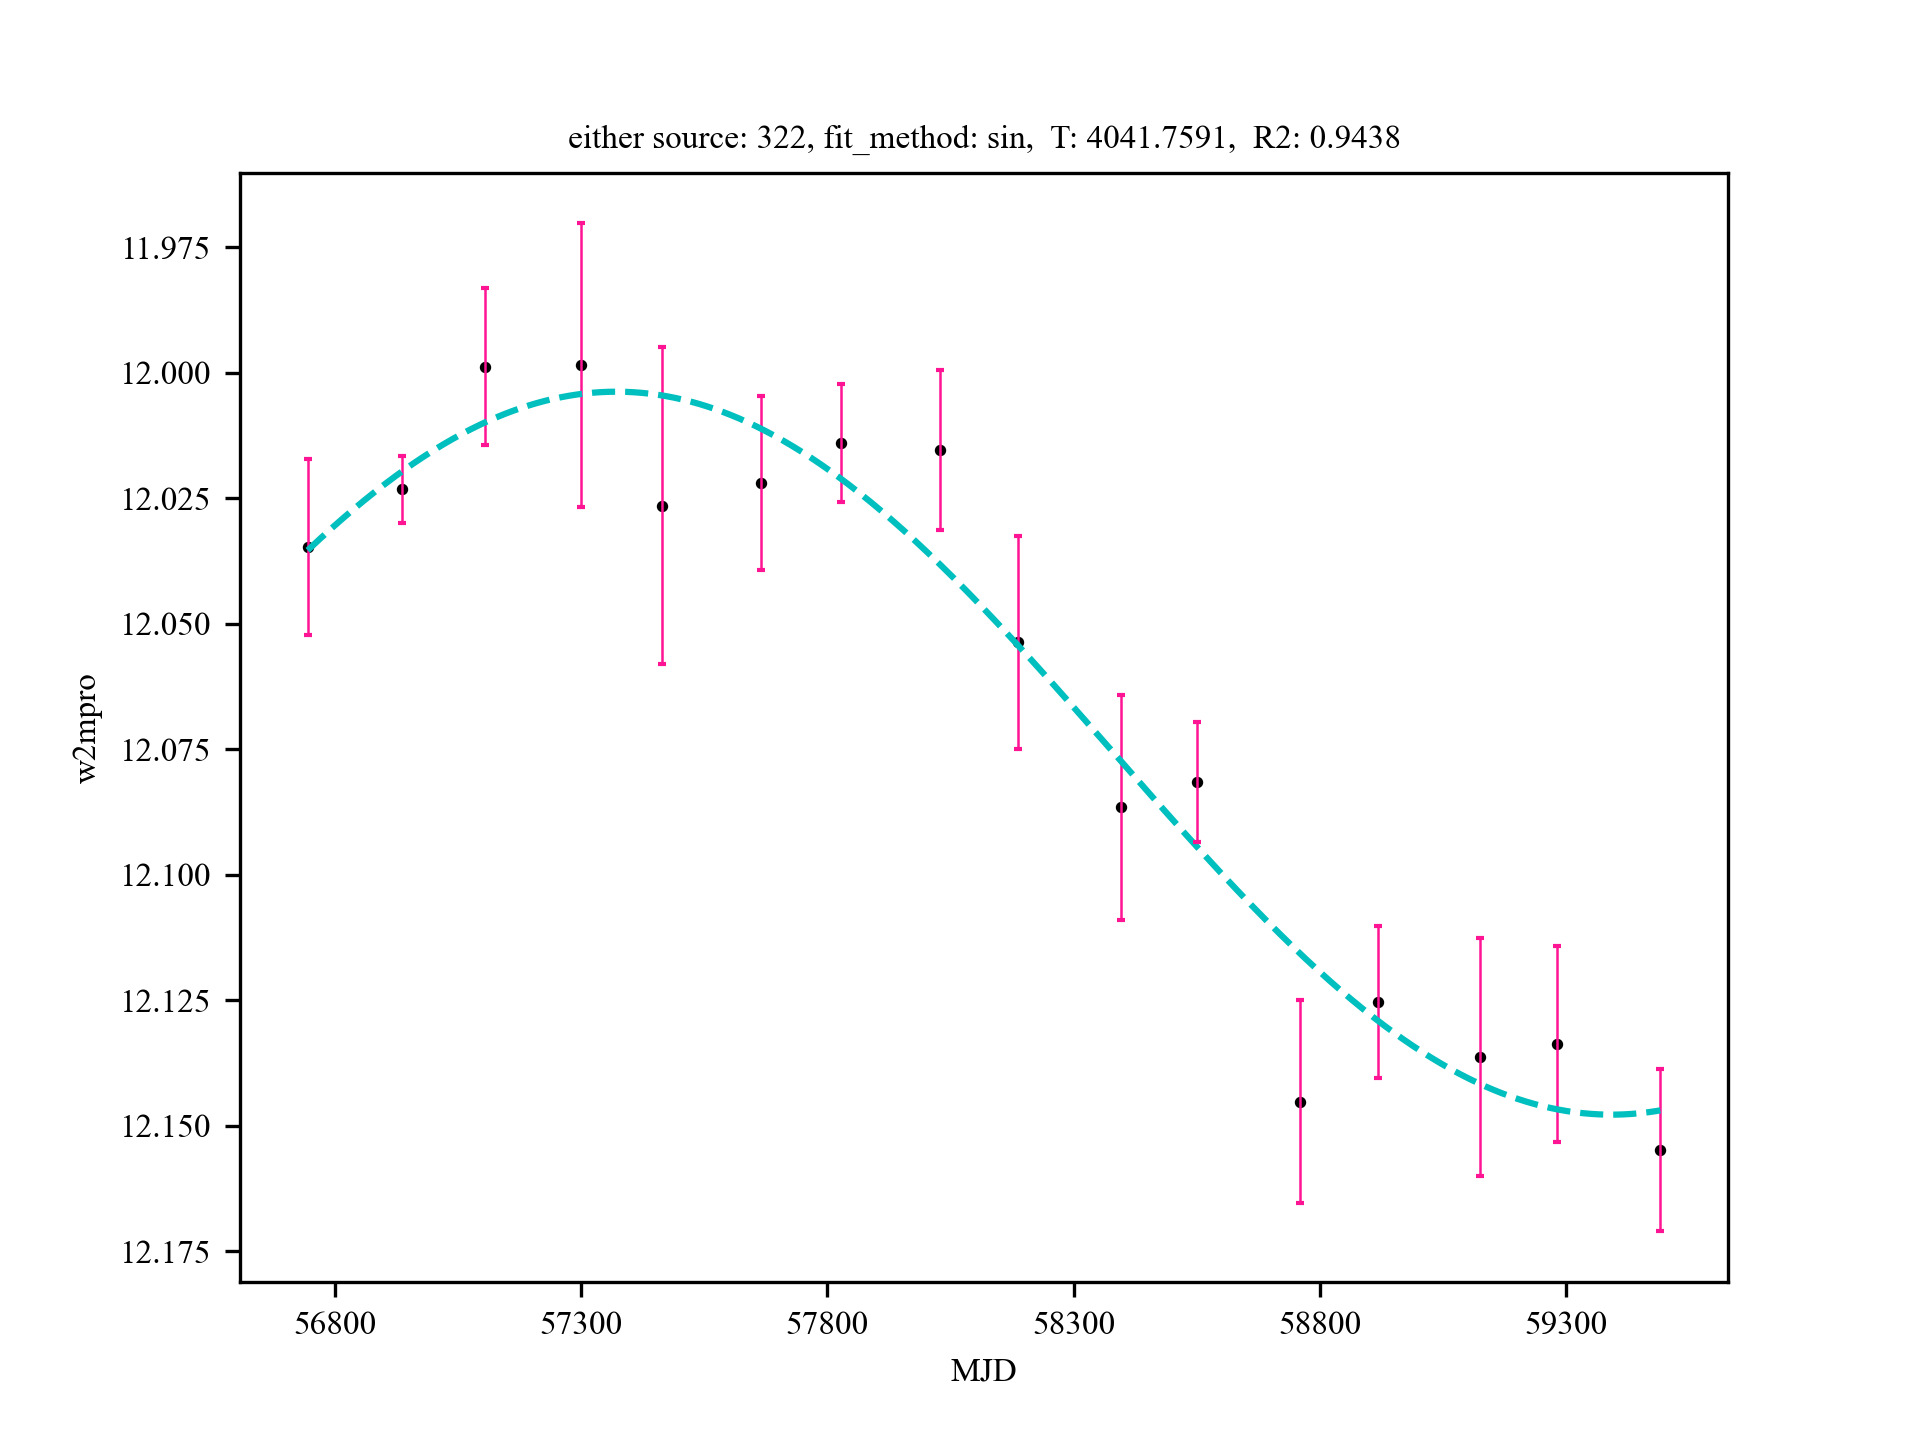 either source: 322, fit_method: sin,  T: 4041.7591,  R2: 0.9438
11.975
12.000
12.025
12.050
12.075
12.100
12.125
12.150
12.175
w2mpro
56800 57300 57800 58300 58800 59300
MJD